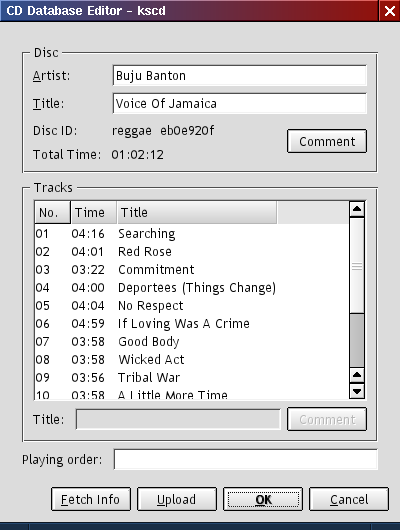 CD Database Editor - kscd
Disc
Artist: Buju Banton
Title: Voice Of Jamaica
Disc ID: reggae eb0e920f
Comment
Total Time: 01:02:12
Tracks
No. Time Title
01 04:16 Searching
02 04:01 Red Rose
03 03:22 Commitment
04 04:00 Deportees (Things Change)
05 04:04 No Respect
06 04:59 If Loving Was A Crime
07 03:58 Good Body
08 03:58 Wicked Act
09 03:56 Tribal War
10 03:58 A Little More Time
Title: Comment
Playing order:
Fetch Info Upload OK Cancel